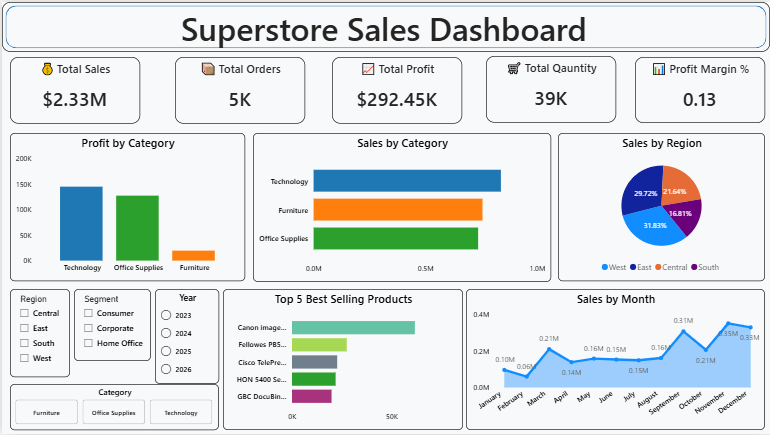 Superstore Sales Dashboard
Total Sales
$2.33M
Total Orders
5K
Total Profit
$292.45K
Total Qauntity
39K
Profit Margin %
0.13
Profit by Category
200K
150K
100K
50K
0K
Technology Office Supplies Furniture
Sales by Category
Technology
Furniture
Office Supplies
0.0M 0.5M 1.0M
Sales by Region
21.64%
16.81%
31.83%
29.72%
West East Central South
Region
Central
East
South
West
Segment
Consumer
Corporate
Home Office
Year
2023
2024
2025
2026
Category
Furniture Office Supplies Technology
Top 5 Best Selling Products
Canon image...
Fellowes PB5...
Cisco TelePre...
HON 5400 Se...
GBC DocuBin...
0K 50K
Sales by Month
0.4M
0.2M
0.0M
0.10M 0.06M 0.21M 0.14M 0.16M 0.15M 0.15M 0.16M 0.31M 0.21M 0.35M 0.33M
January February March April May June July August September October November December